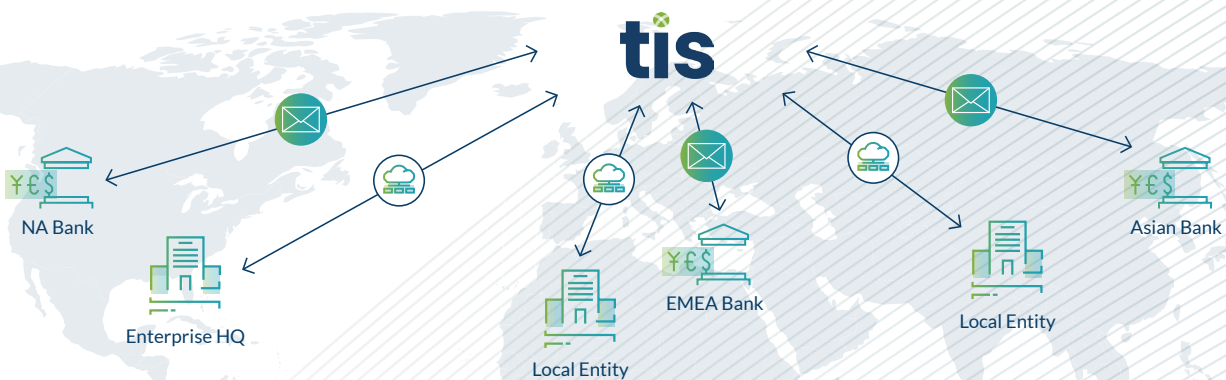 tis
¥€$
NA Bank
Enterprise HQ
Local Entity
¥€$
EMEA Bank
Local Entity
¥€$
Asian Bank